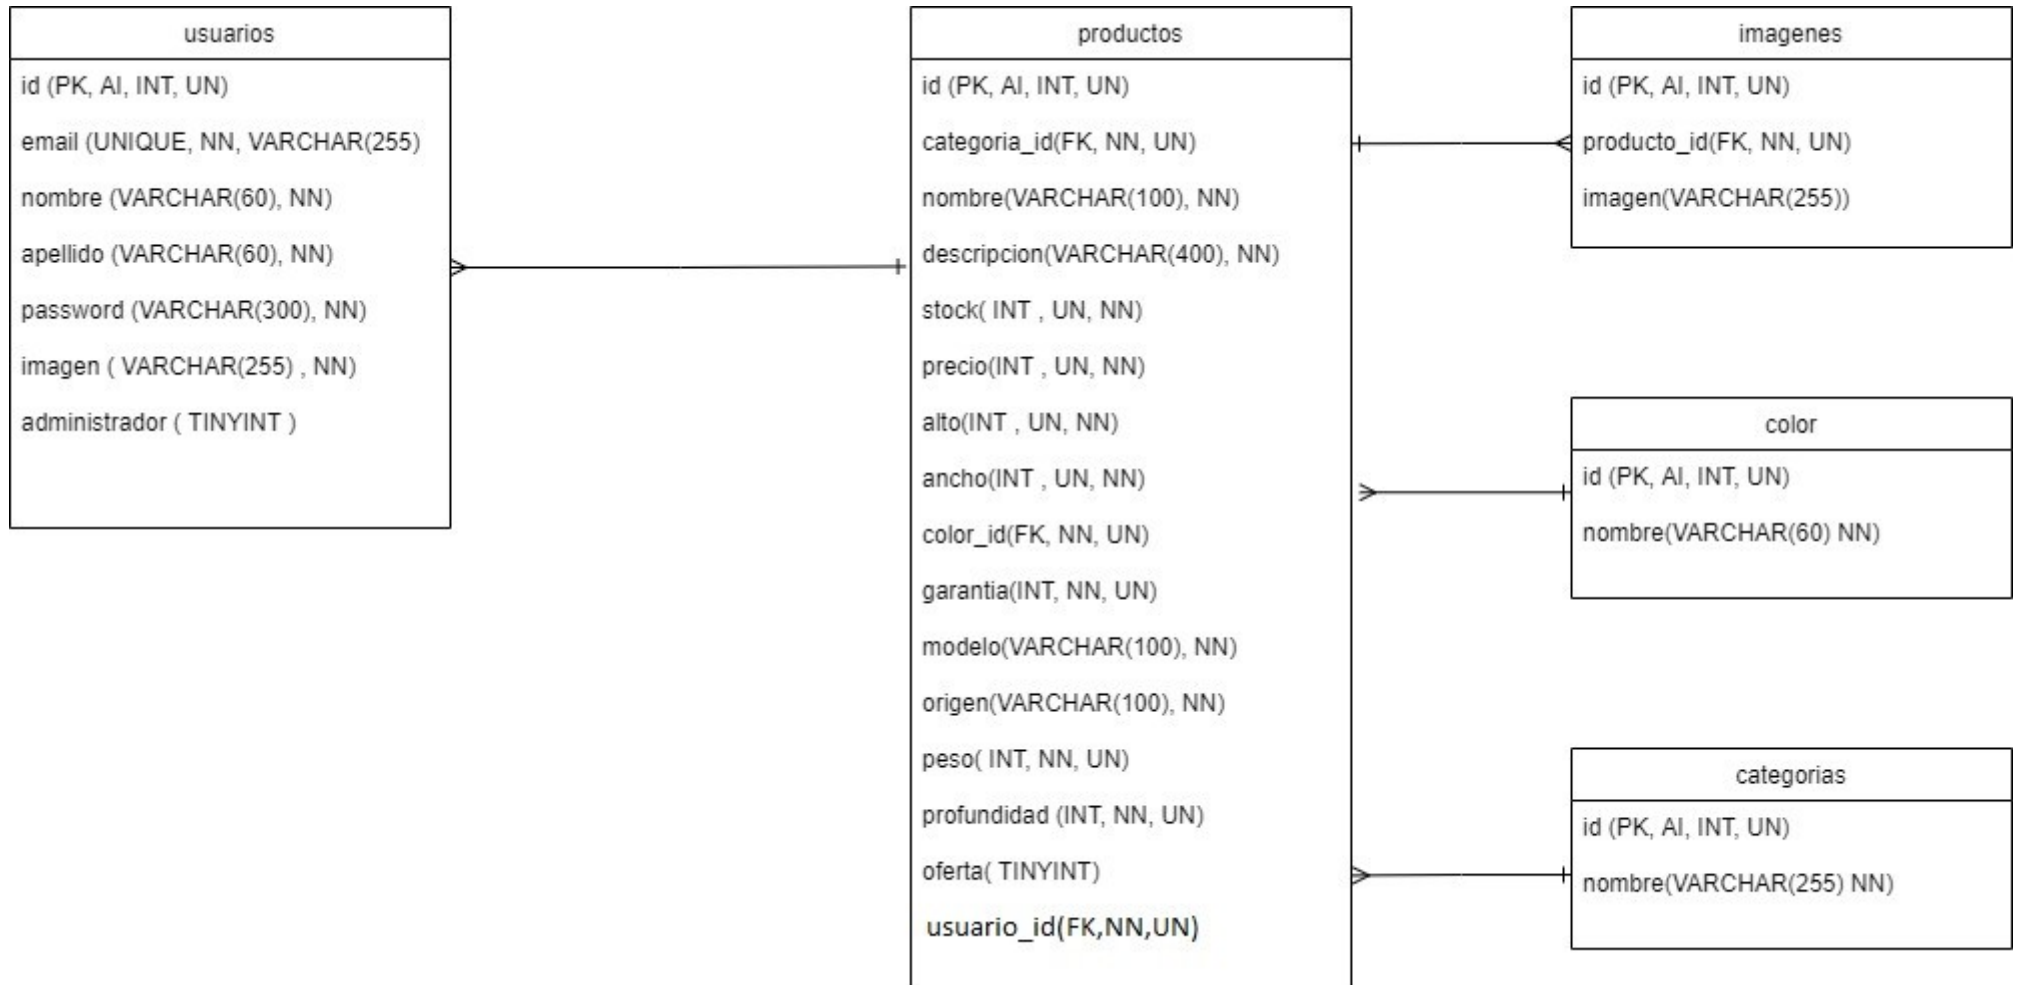 usuarios
id (PK, AI, INT, UN)
email (UNIQUE, NN, VARCHAR(255)
nombre (VARCHAR(60), NN)
apellido (VARCHAR(60), NN)
password (VARCHAR(300), NN)
imagen ( VARCHAR(255) , NN)
administrador ( TINYINT )
productos
id (PK, AI, INT, UN)
categoria_id(FK, NN, UN)
nombre(VARCHAR(100), NN)
descripcion(VARCHAR(400), NN)
stock( INT , UN, NN)
precio(INT , UN, NN)
alto(INT , UN, NN)
ancho(INT , UN, NN)
color_id(FK, NN, UN)
garantia(INT, NN, UN)
modelo(VARCHAR(100), NN)
origen(VARCHAR(100), NN)
peso( INT, NN, UN)
profundidad (INT, NN, UN)
oferta( TINYINT)
usuario_id(FK,NN,UN)
imagenes
id (PK, AI, INT, UN)
producto_id(FK, NN, UN)
imagen(VARCHAR(255))
color
id (PK, AI, INT, UN)
nombre(VARCHAR(60) NN)
categorias
id (PK, AI, INT, UN)
nombre(VARCHAR(255) NN)